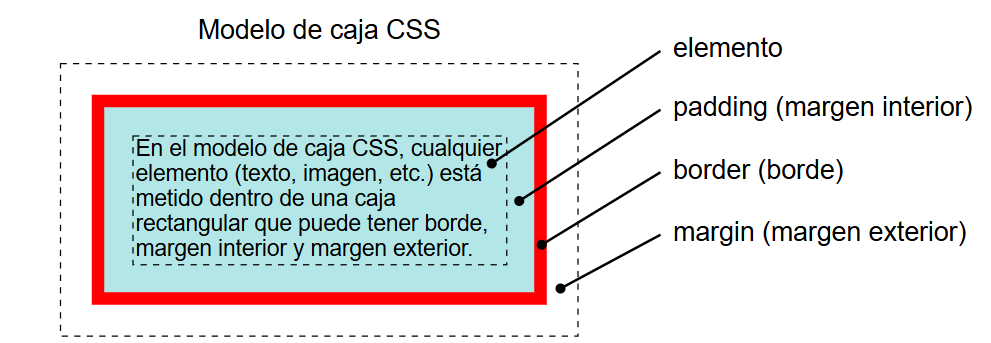 Modelo de caja CSS
elemento
padding (margen interior)
border (borde)
margin (margen exterior)
En el modelo de caja CSS, cualquier
elemento (texto, imagen, etc.) está
metido dentro de una caja
rectangular que puede tener borde,
margen interior y margen exterior.